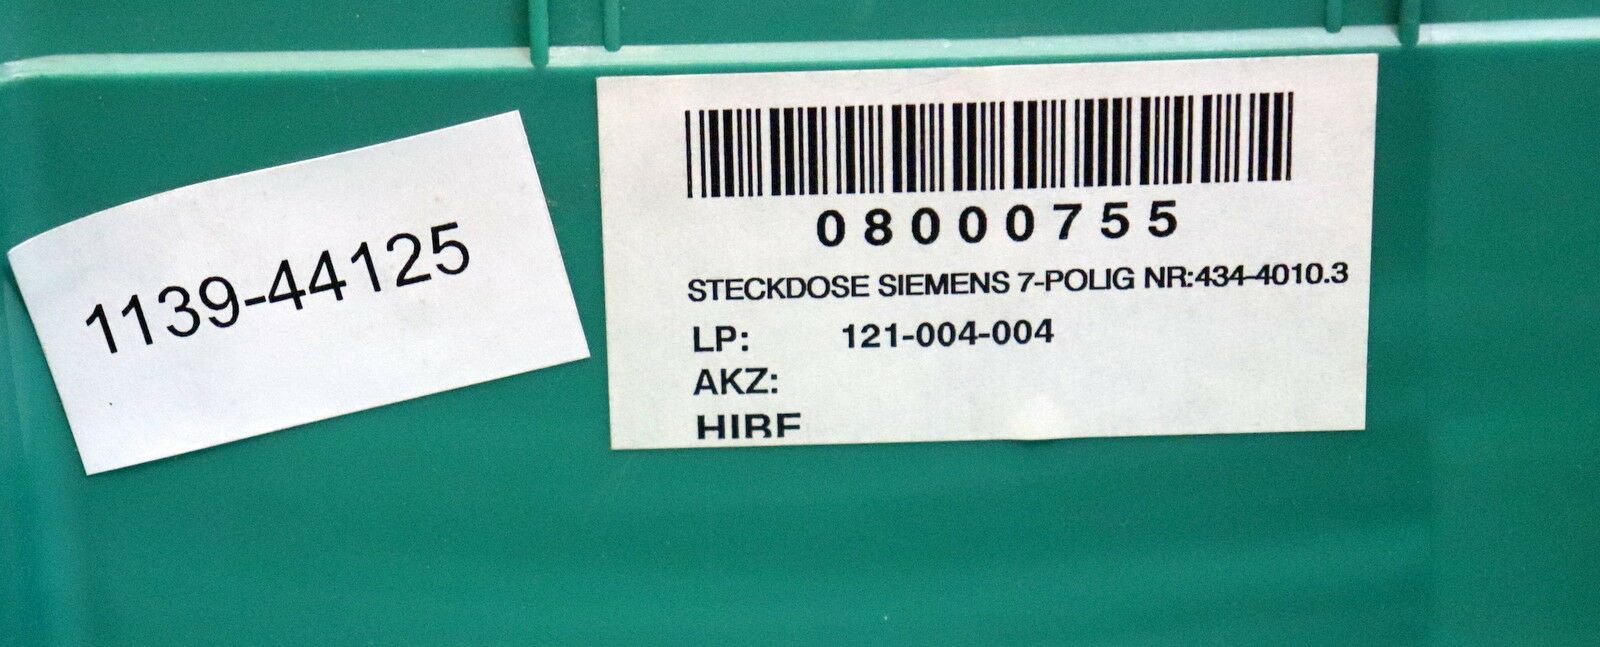 1139-44125
08000755
STECKDOSE SIEMENS 7-POLIG NR:434-4010.3
LP: 121-004-004
AKZ: